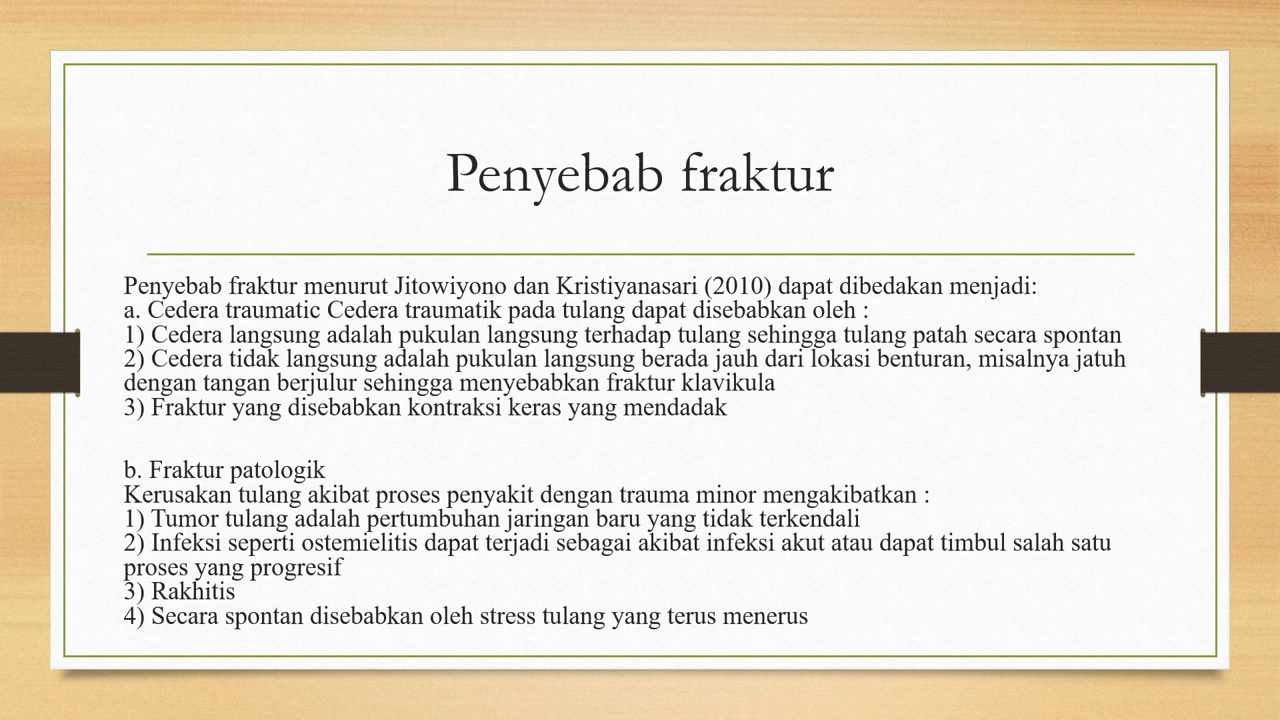 Penyebab fraktur
Penyebab fraktur menurut Jitowiyono dan Kristiyanasari (2010) dapat dibedakan menjadi:
a. Cedera traumatic Cedera traumatik pada tulang dapat disebabkan oleh :
1) Cedera langsung adalah pukulan langsung terhadap tulang sehingga tulang patah secara spontan
2) Cedera tidak langsung adalah pukulan langsung berada jauh dari lokasi benturan, misalnya jatuh
dengan tangan berjulur sehingga menyebabkan fraktur klavikula
3) Fraktur yang disebabkan kontraksi keras yang mendadak
b. Fraktur patologik
Kerusakan tulang akibat proses penyakit dengan trauma minor mengakibatkan :
1) Tumor tulang adalah pertumbuhan jaringan baru yang tidak terkendali
2) Infeksi seperti ostemielitis dapat terjadi sebagai akibat infeksi akut atau dapat timbul salah satu
proses yang progresif
3) Rakhitis
4) Secara spontan disebabkan oleh stress tulang yang terus menerus